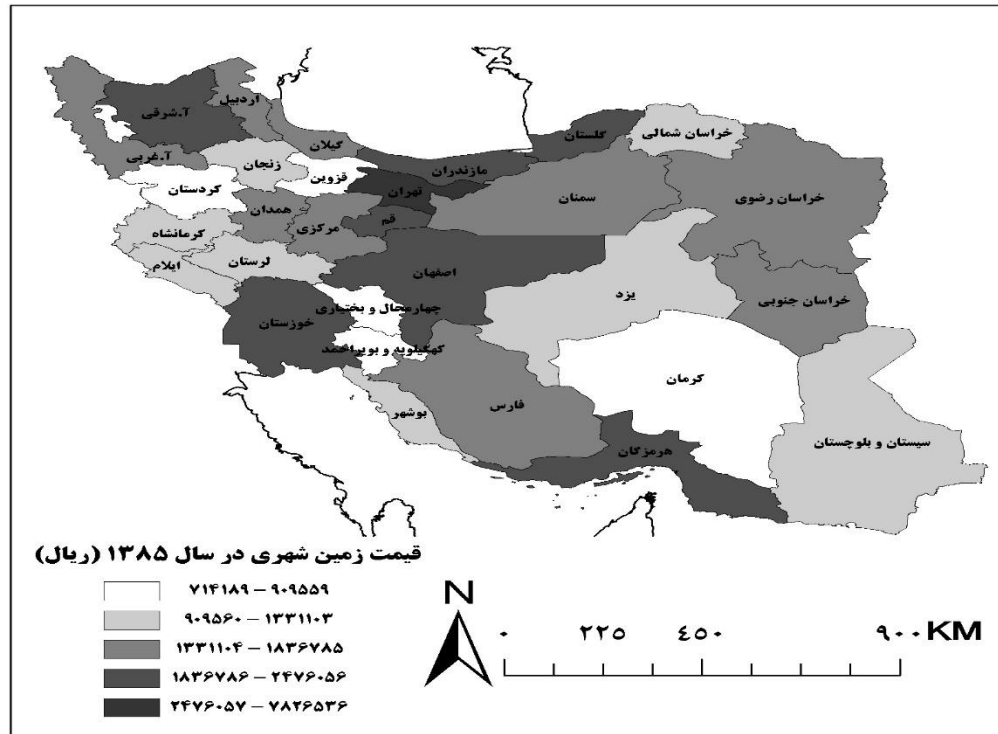 آ.شرقی
اردبیل
گیلان
آ.غربی
زنجان
قزوین
کردستان
همدان
تهران
مازندران
گلستان
خراسان شمالی
سمنان
خراسان رضوی
قم
مرکزی
کرمانشاه
لرستان
ایلام
اصفهان
یزد
خراسان جنوبی
چهارمحال و بختیاری
خوزستان
کهکیلویه و بویراحمد
کرمان
فارس
بوشهر
سیستان و بلوچستان
هرمزگان
قیمت زمین شهری در سال ۱۳۸۵ (ریال)
۷۱۴۱۸۹ – ۹۰۹۵۵۹
۹۰۹۵۶۰ – ۱۳۳۱۱۰۳
۱۳۳۱۱۰۴ – ۱۸۳۶۷۸۵
۱۸۳۶۷۸۶ – ۲۴۷۶۰۵۶
۲۴۷۶۰۵۷ – ۷۸۲۶۵۳۶
N
۰ ۲۲۵ ۴۵۰ ۹۰۰ KM